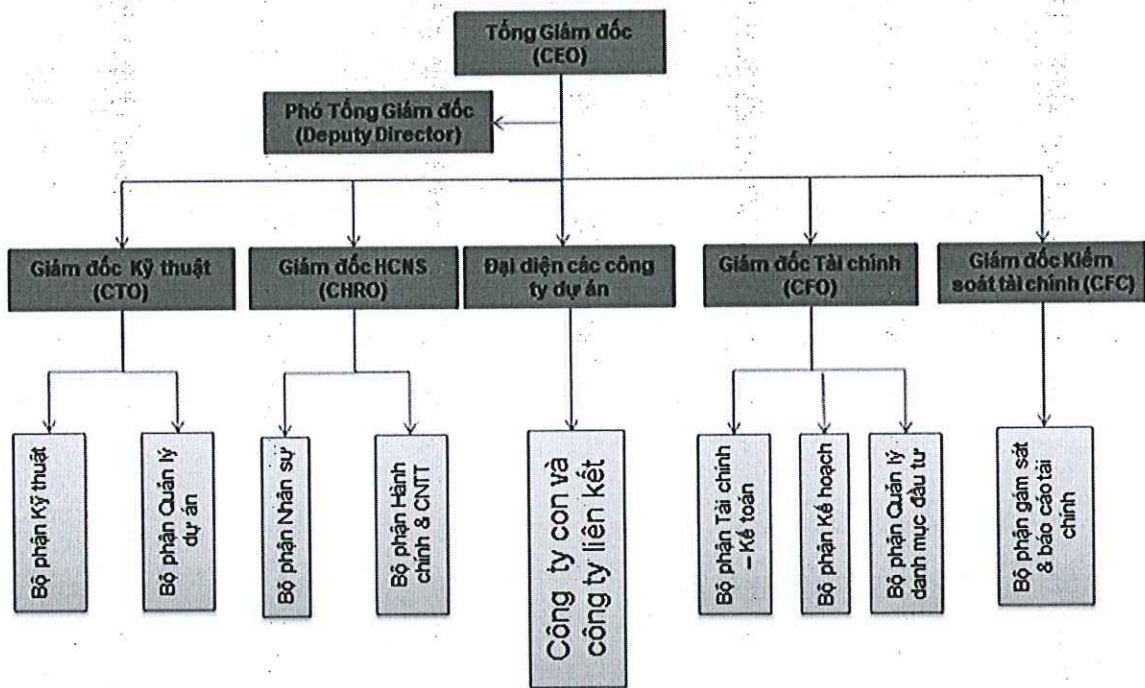 Tổng Giám đốc
(CEO)
Phó Tổng Giám đốc
(Deputy Director)
Giám đốc Kỹ thuật
(CTO)
Giám đốc HCNS
(CHRO)
Đại diện các công
ty dự án
Giám đốc Tài chính
(CFO)
Giám đốc Kiểm
soát tài chính (CFC)
Bộ phận Kỹ thuật
Bộ phận Quản lý
dự án
Bộ phận Nhân sự
Bộ phận Hành
chính & CNTT
Công ty con và
công ty liên kết
Bộ phận Tài chính
– Kế toán
Bộ phận Kế hoạch
Bộ phận Quản lý
danh mục đầu tư
Bộ phận gám sát
& báo cáo tài
chính